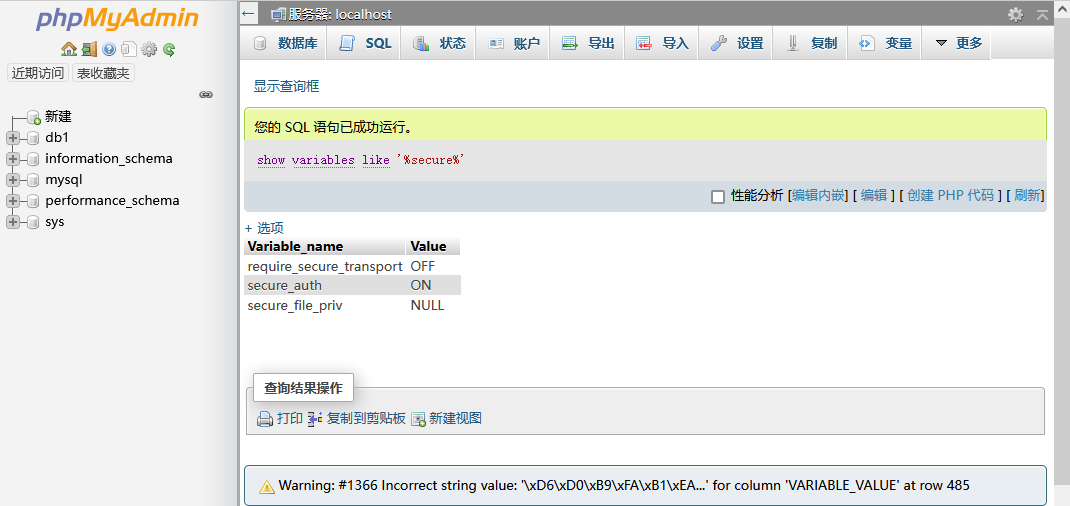 phpMyAdmin
近期访问 表收藏夹
新建
db1
information_schema
mysql
performance_schema
sys
服务器: localhost
数据库 SQL 状态 账户 导出 导入 设置 复制 变量 更多
显示查询框
您的 SQL 语句已成功运行。
show variables like '%secure%'
性能分析 [编辑内嵌] [ 编辑 ] [ 创建 PHP 代码 ] [ 刷新]
+ 选项
Variable_name Value
require_secure_transport OFF
secure_auth ON
secure_file_priv NULL
查询结果操作
打印 复制到剪贴板 新建视图
Warning: #1366 Incorrect string value: '\xD6\xD0\xB9\xFA\xB1\xEA...' for column 'VARIABLE_VALUE' at row 485